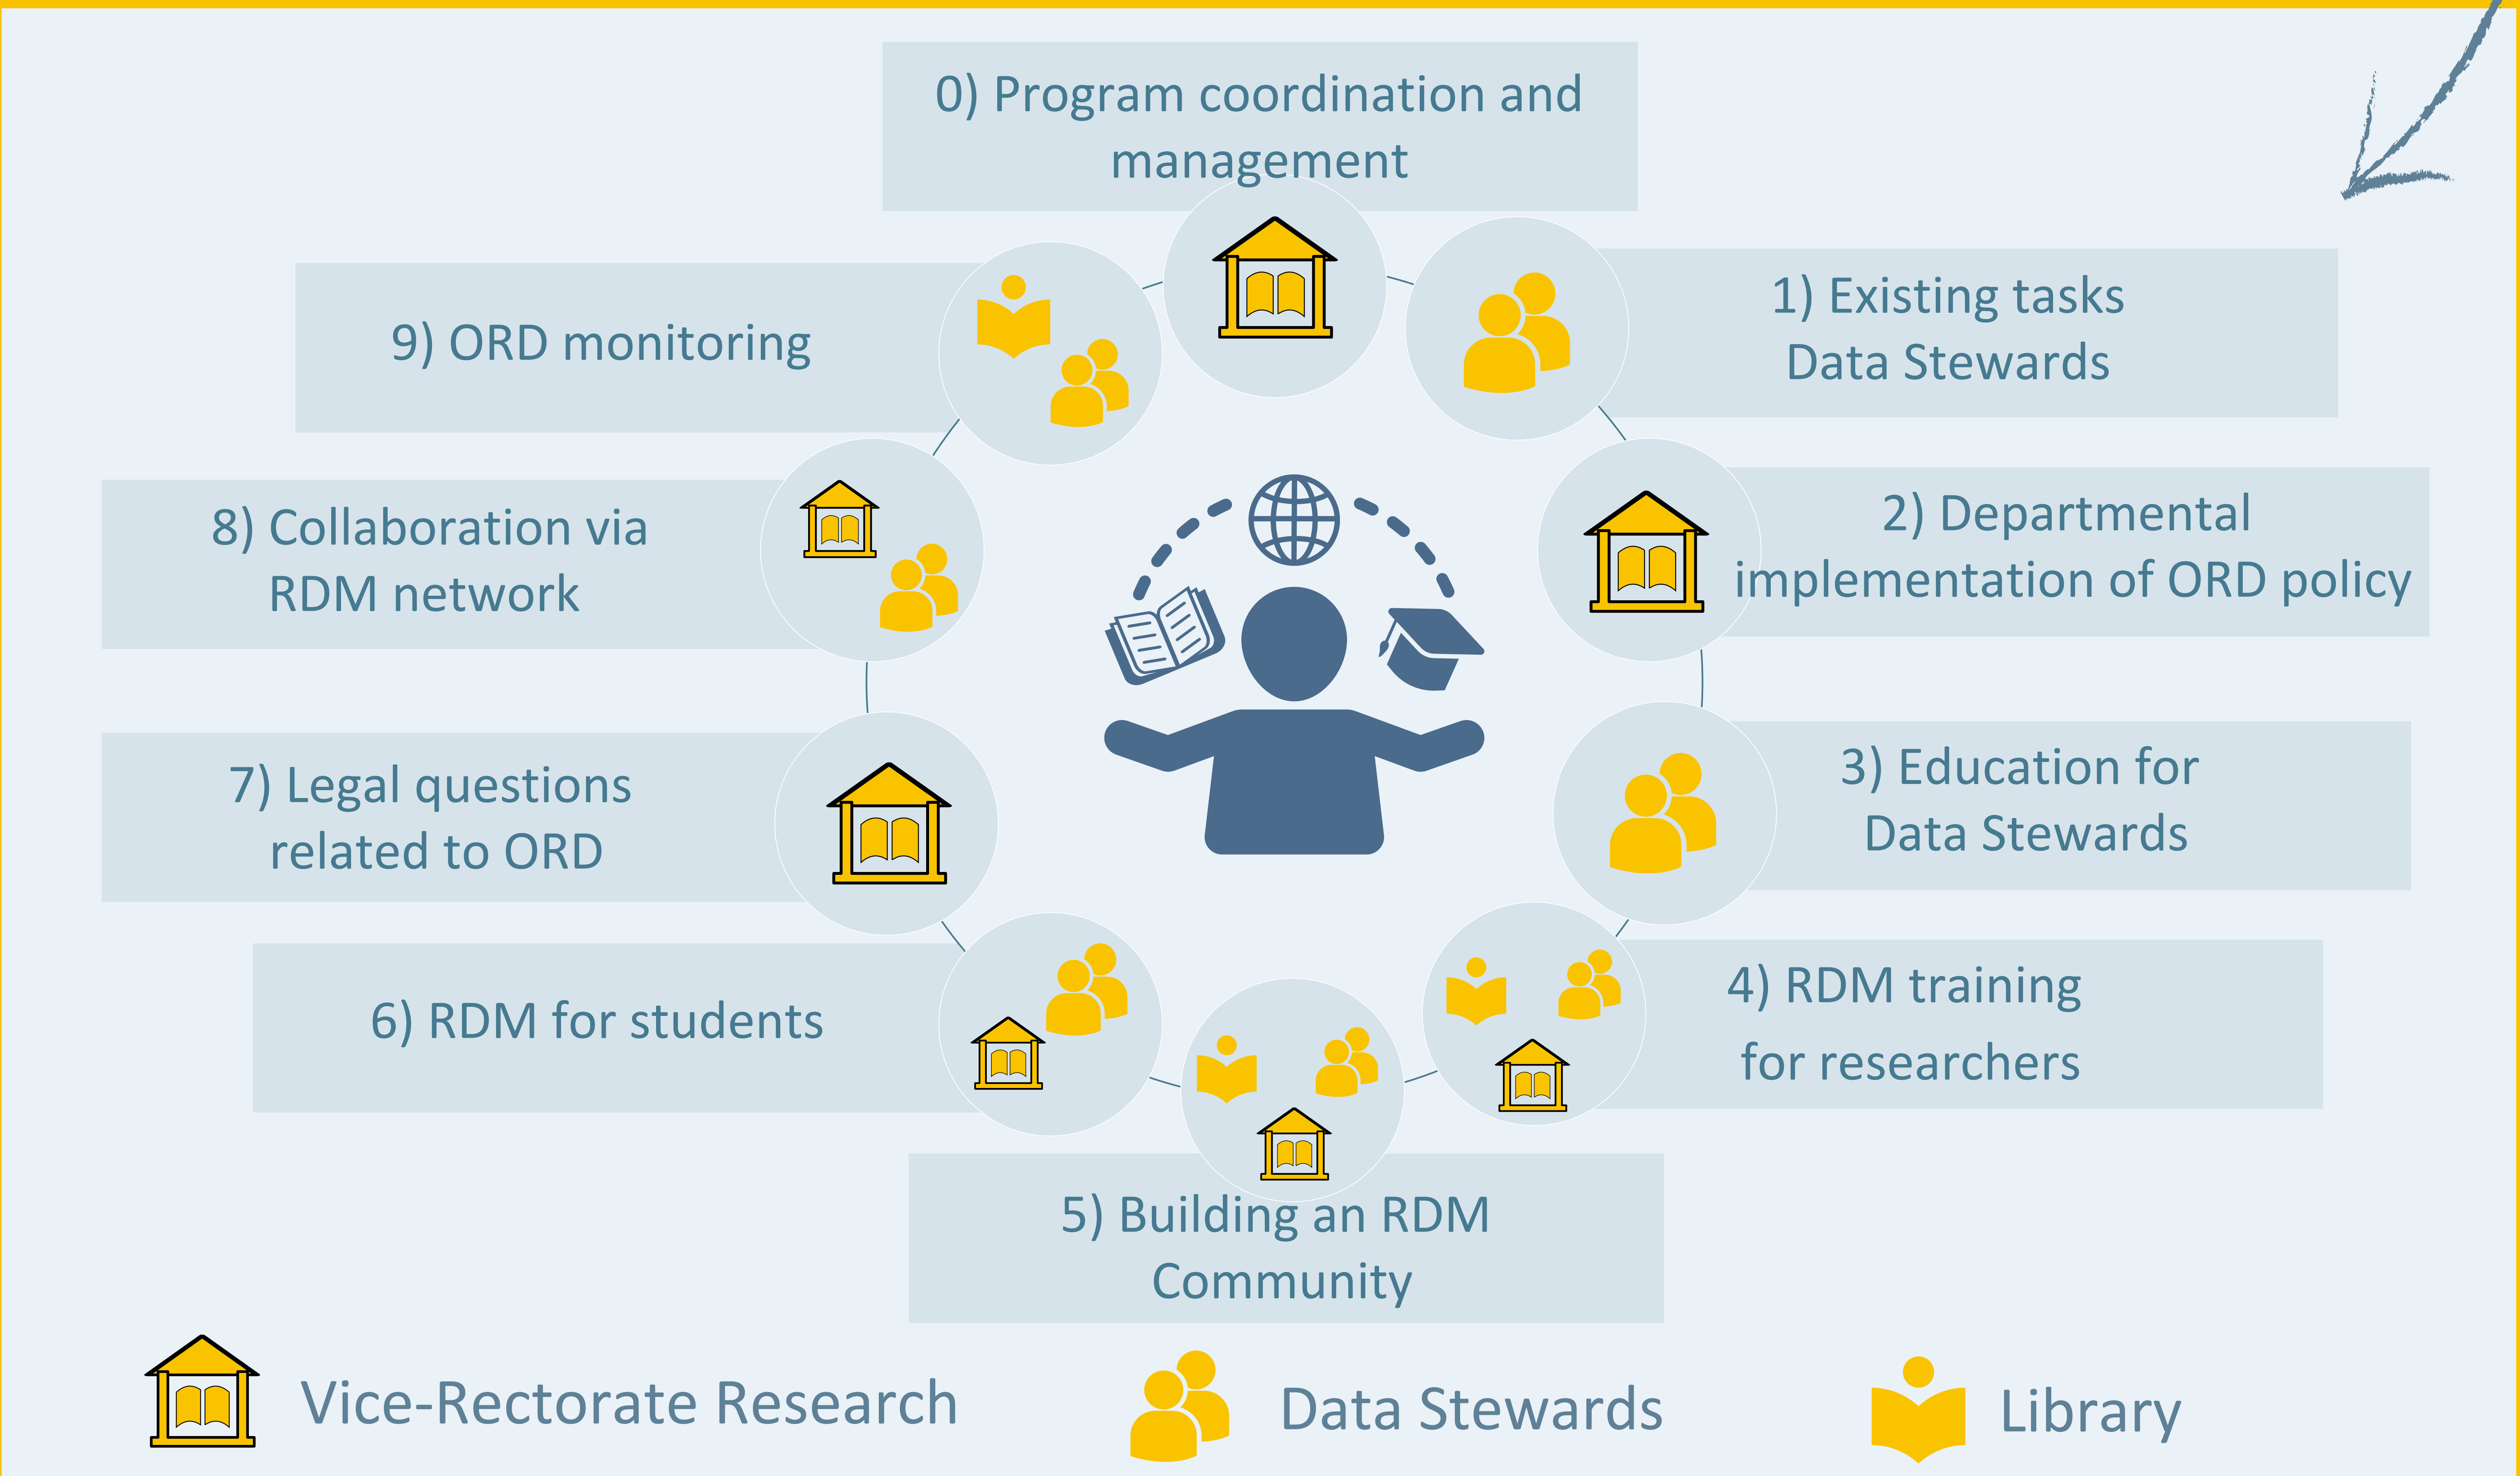 0) Program coordination and
management
1) Existing tasks
Data Stewards
2) Departmental
implementation of ORD policy
3) Education for
Data Stewards
4) RDM training
for researchers
5) Building an RDM
Community
6) RDM for students
7) Legal questions
related to ORD
8) Collaboration via
RDM network
9) ORD monitoring
Vice-Rectorate Research
Data Stewards
Library